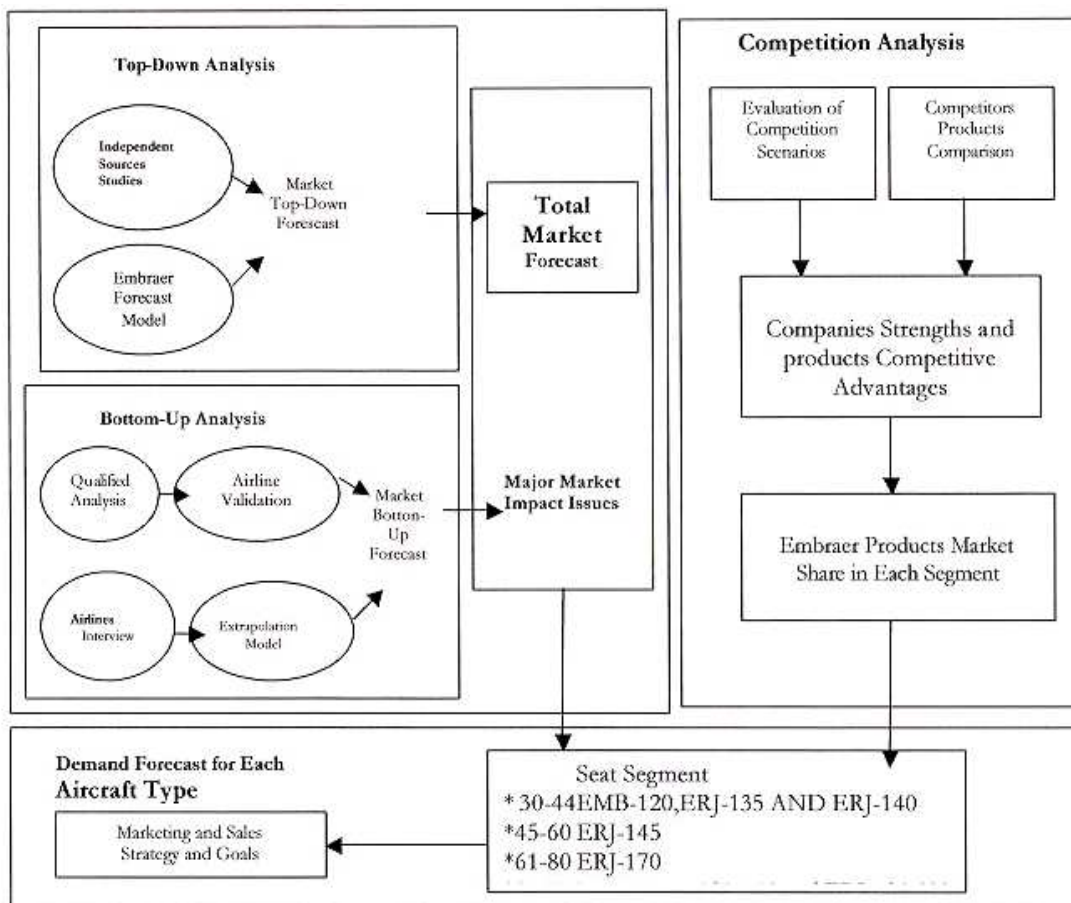 Top-Down Analysis
Independent
Sources
Studies
Market
Top-Down
Forescast
Embraer
Forecast
Model
Total
Market
Forecast
Bottom-Up Analysis
Qualified
Analysis
Airline
Validation
Market
Botton-
Up
Forecast
Airlines
Interview
Extrapolation
Model
Major Market
Impact Issues
Competition Analysis
Evaluation of
Competition
Scenarios
Competitors
Products
Comparison
Companies Strengths and
products Competitive
Advantages
Embraer Products Market
Share in Each Segment
Demand Forecast for Each
Aircraft Type
Marketing and Sales
Strategy and Goals
Seat Segment
* 30-44EMB-120,ERJ-135 AND ERJ-140
*45-60 ERJ-145
*61-80 ERJ-170